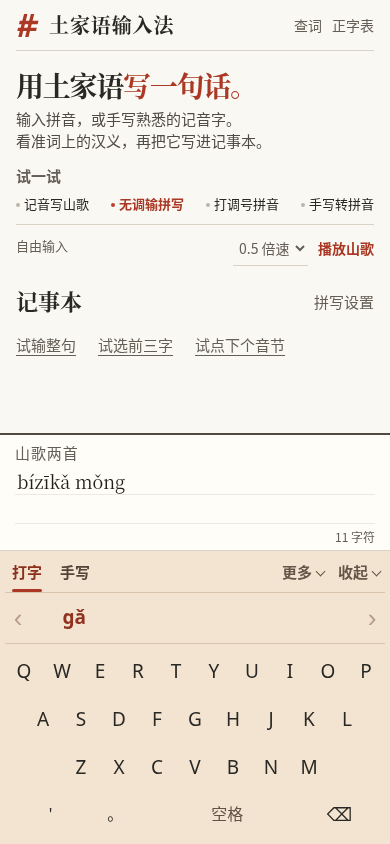 # 土家语输入法 查词 正字表
用土家语写一句话。
输入拼音，或手写熟悉的记音字。
看准词上的汉义，再把它写进记事本。
试一试
记音写山歌 无调输拼写 打调号拼音 手写转拼音
自由输入 0.5 倍速 播放山歌
记事本 拼写设置
试输整句 试选前三字 试点下个音节
山歌两首
bízīkǎ mǒng
11 字符
打字 手写 更多 收起
‹ gǎ ›
Q W E R T Y U I O P
A S D F G H J K L
Z X C V B N M
' 。 空格 ⌫